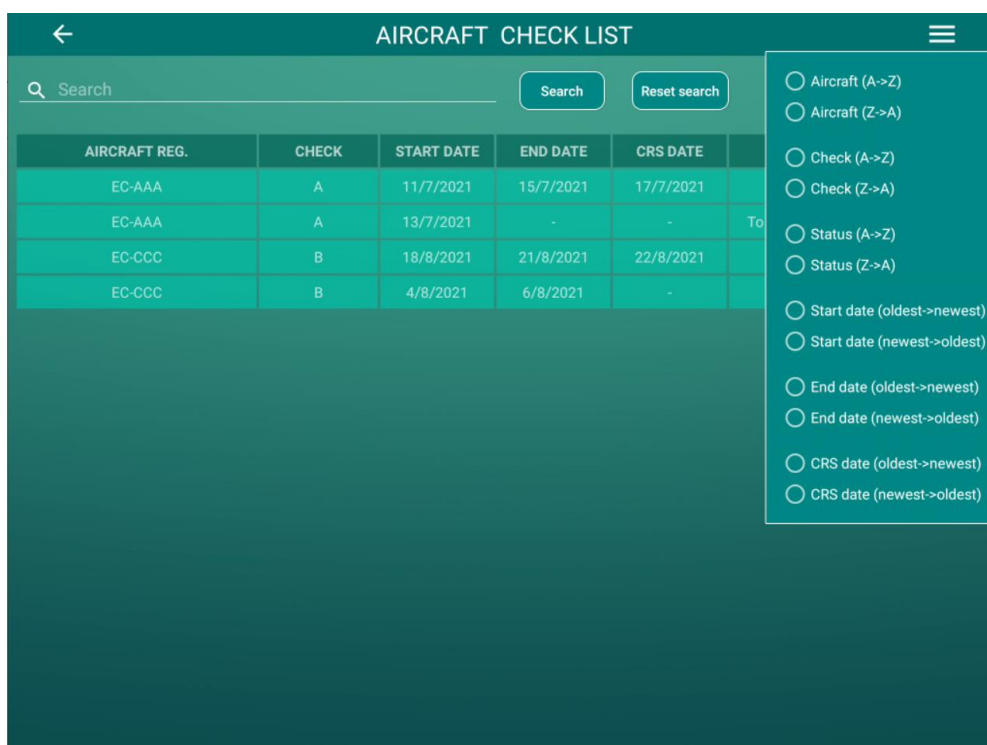 AIRCRAFT CHECK LIST
Search
Search
Reset search
AIRCRAFT REG. CHECK START DATE END DATE CRS DATE
EC-AAA A 11/7/2021 15/7/2021 17/7/2021
EC-AAA A 13/7/2021 - - To
EC-CCC B 18/8/2021 21/8/2021 22/8/2021
EC-CCC B 4/8/2021 6/8/2021 -
Aircraft (A->Z)
Aircraft (Z->A)
Check (A->Z)
Check (Z->A)
Status (A->Z)
Status (Z->A)
Start date (oldest->newest)
Start date (newest->oldest)
End date (oldest->newest)
End date (newest->oldest)
CRS date (oldest->newest)
CRS date (newest->oldest)